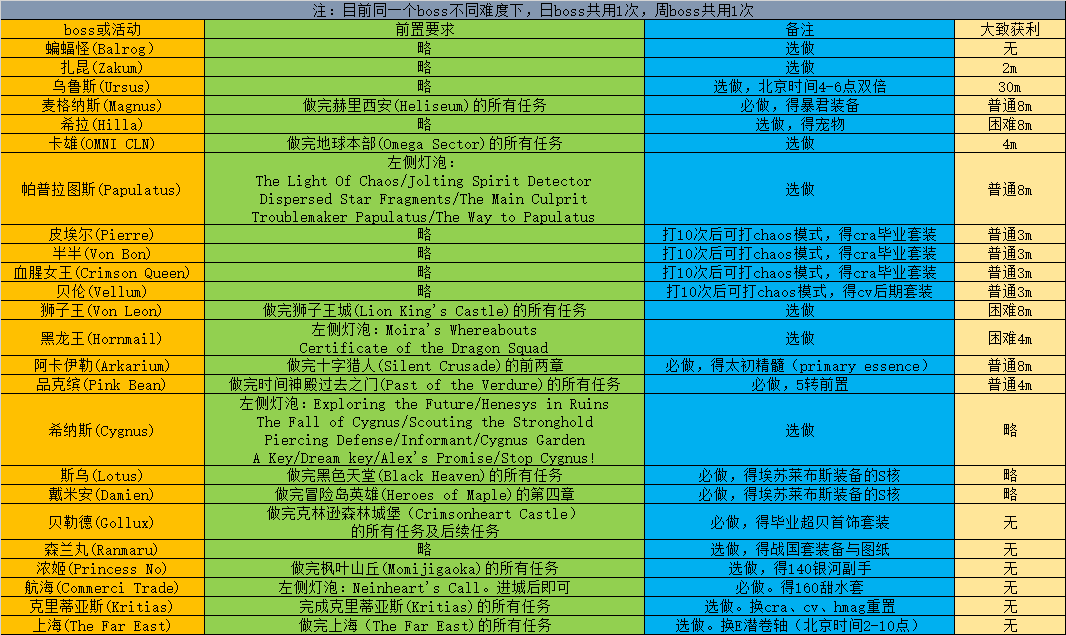 注：目前同一个boss不同难度下，日boss共用1次，周boss共用1次
boss或活动 前置要求 备注 大致获利
蝙蝠怪(Balrog） 略 选做 无
扎昆(Zakum) 略 选做 2m
乌鲁斯(Ursus) 略 选做，北京时间4-6点双倍 30m
麦格纳斯(Magnus) 做完赫里西安(Heliseum)的所有任务 必做，得暴君装备 普通8m
希拉(Hilla) 略 选做，得宠物 困难8m
卡雄(OMNI CLN) 做完地球本部(Omega Sector)的所有任务 选做 4m
帕普拉图斯(Papulatus) 左侧灯泡： 选做 普通8m
The Light Of Chaos/Jolting Spirit Detector
Dispersed Star Fragments/The Main Culprit
Troublemaker Papulatus/The Way to Papulatus
皮埃尔(Pierre) 略 打10次后可打chaos模式，得cra毕业套装 普通3m
半半(Von Bon) 略 打10次后可打chaos模式，得cra毕业套装 普通3m
血腥女王(Crimson Queen) 略 打10次后可打chaos模式，得cra毕业套装 普通3m
贝伦(Vellum) 略 打10次后可打chaos模式，得cv后期套装 普通3m
狮子王(Von Leon) 做完狮子王城(Lion King's Castle)的所有任务 选做 困难8m
黑龙王(Hornmail) 左侧灯泡：Moira's Whereabouts 选做 困难4m
Certificate of the Dragon Squad
阿卡伊勒(Arkarium) 做完十字猎人(Silent Crusade)的前两章 必做，得太初精髓（primary essence） 普通8m
品克缤(Pink Bean) 做完时间神殿过去之门(Past of the Verdure)的所有任务 必做，5转前置 普通4m
希纳斯(Cygnus) 左侧灯泡：Exploring the Future/Henesys in Ruins 选做 略
The Fall of Cygnus/Scouting the Stronghold
Piercing Defense/Informant/Cygnus Garden
A Key/Dream key/Alex's Promise/Stop Cygnus!
斯乌(Lotus) 做完黑色天堂(Black Heaven)的所有任务 必做，得埃苏莱布斯装备的S核 略
戴米安(Damien) 做完冒险岛英雄(Heroes of Maple)的第四章 必做，得埃苏莱布斯装备的S核 略
贝勒德(Gollux) 做完克林逊森林城堡（Crimsonheart Castle） 必做，得毕业超贝首饰套装 无
的所有任务及后续任务
森兰丸(Ranmaru) 略 选做，得战国套装备与图纸 无
浓姬(Princess No) 做完枫叶山丘(Momijigaoka)的所有任务 选做，得140银河副手 无
航海(Commerci Trade) 左侧灯泡：Neinheart's Call。进城后即可 必做。得160甜水套 无
克里蒂亚斯(Kritias) 完成克里蒂亚斯(Kritias)的所有任务 选做。换cra、cv、hmag重置 无
上海(The Far East) 做完上海（The Far East)的所有任务 选做。换E潜卷轴（北京时间2-10点） 无